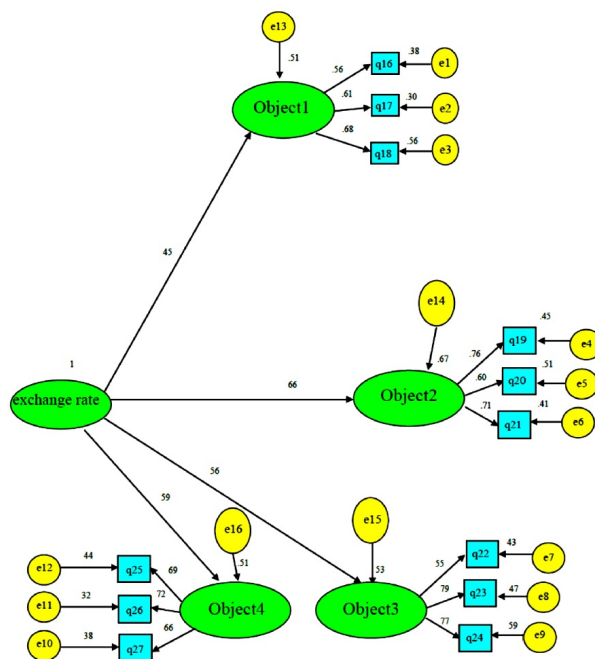 e13
.51
.56
q16
.38
e1
Object1
.61
q17
.30
e2
.68
q18
.56
e3
45
e14
.67
.76
q19
.45
e4
1
exchange rate
66
Object2
.60
q20
.51
e5
.71
q21
.41
e6
59
56
e16
.51
e15
53
e12
44
q25
69
e11
32
q26
72
Object4
e10
38
q27
66
Object3
55
q22
43
e7
79
q23
47
e8
77
q24
59
e9